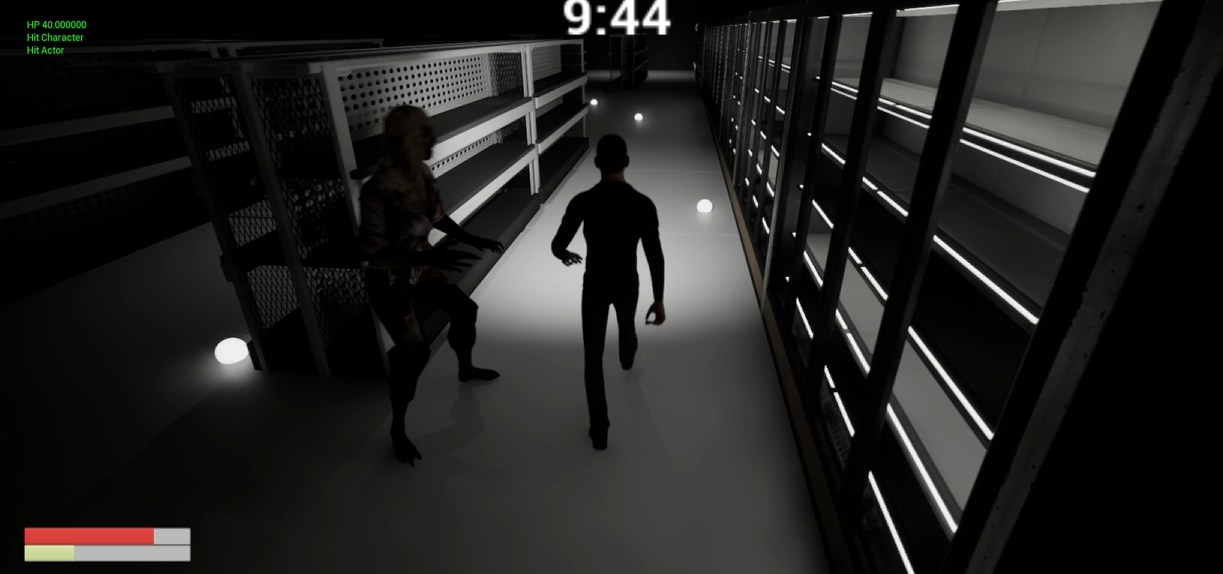 9:44
HP 40.000000
Hit Character
Hit Actor